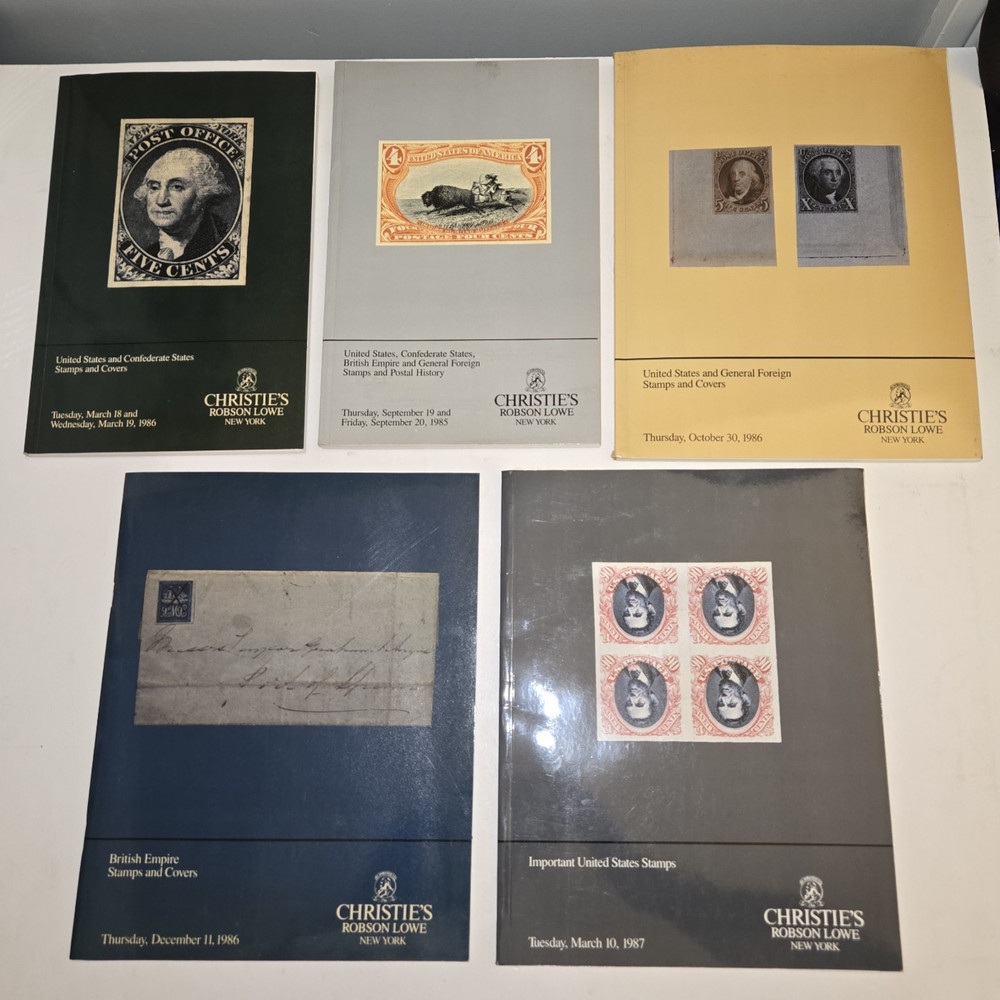 POST OFFICE
FIVE CENTS
United States and Confederate States
Stamps and Covers
Tuesday, March 18 and
Wednesday, March 19, 1986
CHRISTIE'S
ROBSON LOWE
NEW YORK
4 UNITED STATES OF AMERICA 4
POSTAGE FOUR CENTS
United States, Confederate States,
British Empire and General Foreign
Stamps and Postal History
Thursday, September 19 and
Friday, September 20, 1985
CHRISTIE'S
ROBSON LOWE
NEW YORK
5 5
X X
United States and General Foreign
Stamps and Covers
Thursday, October 30, 1986
CHRISTIE'S
ROBSON LOWE
NEW YORK
British Empire
Stamps and Covers
Thursday, December 11, 1986
CHRISTIE'S
ROBSON LOWE
NEW YORK
Important United States Stamps
Tuesday, March 10, 1987
CHRISTIE'S
ROBSON LOWE
NEW YORK